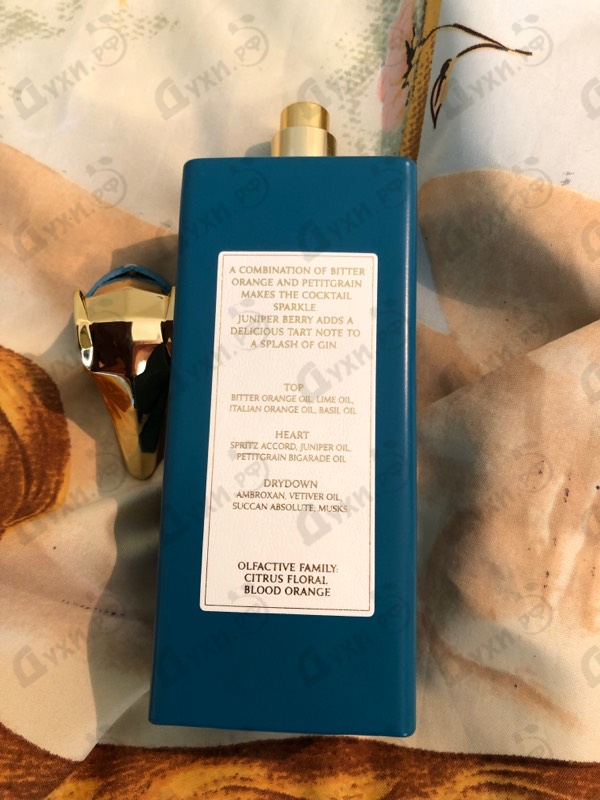 A COMBINATION OF BITTER
ORANGE AND PETITGRAIN
MAKES THE COCKTAIL
SPARKLE.
JUNIPER BERRY ADDS A
DELICIOUS TART NOTE TO
A SPLASH OF GIN.
TOP
BITTER ORANGE OIL, LIME OIL,
ITALIAN ORANGE OIL, BASIL OIL
HEART
SPRITZ ACCORD, JUNIPER OIL,
PETITGRAIN BIGARADE OIL
DRYDOWN
AMBROXAN, VETIVER OIL,
SUCCAN ABSOLUTE, MUSKS
OLFACTIVE FAMILY:
CITRUS FLORAL
BLOOD ORANGE
Духи.РФ